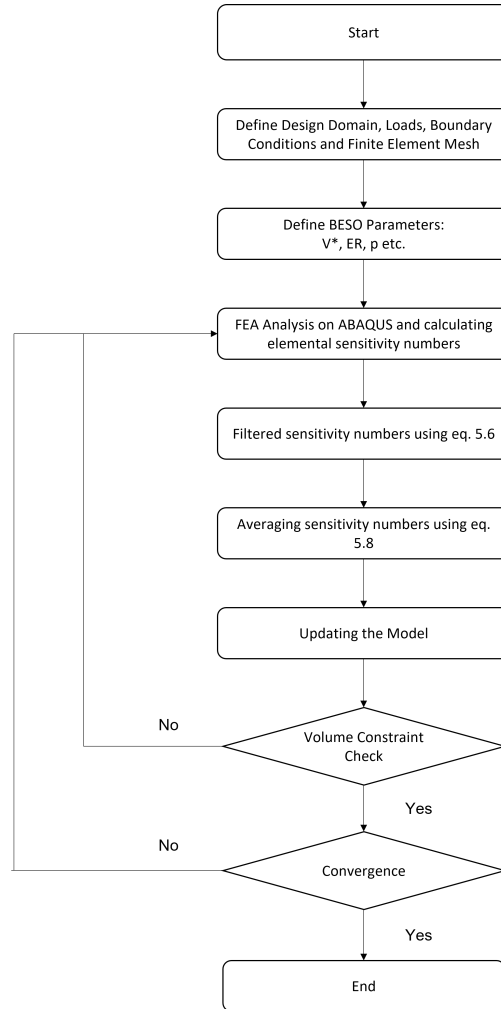 Start
Define Design Domain, Loads, Boundary
Conditions and Finite Element Mesh
Define BESO Parameters:
V*, ER, p etc.
FEA Analysis on ABAQUS and calculating
elemental sensitivity numbers
Filtered sensitivity numbers using eq. 5.6
Averaging sensitivity numbers using eq.
5.8
Updating the Model
No
Volume Constraint
Check
Yes
No
Convergence
Yes
End